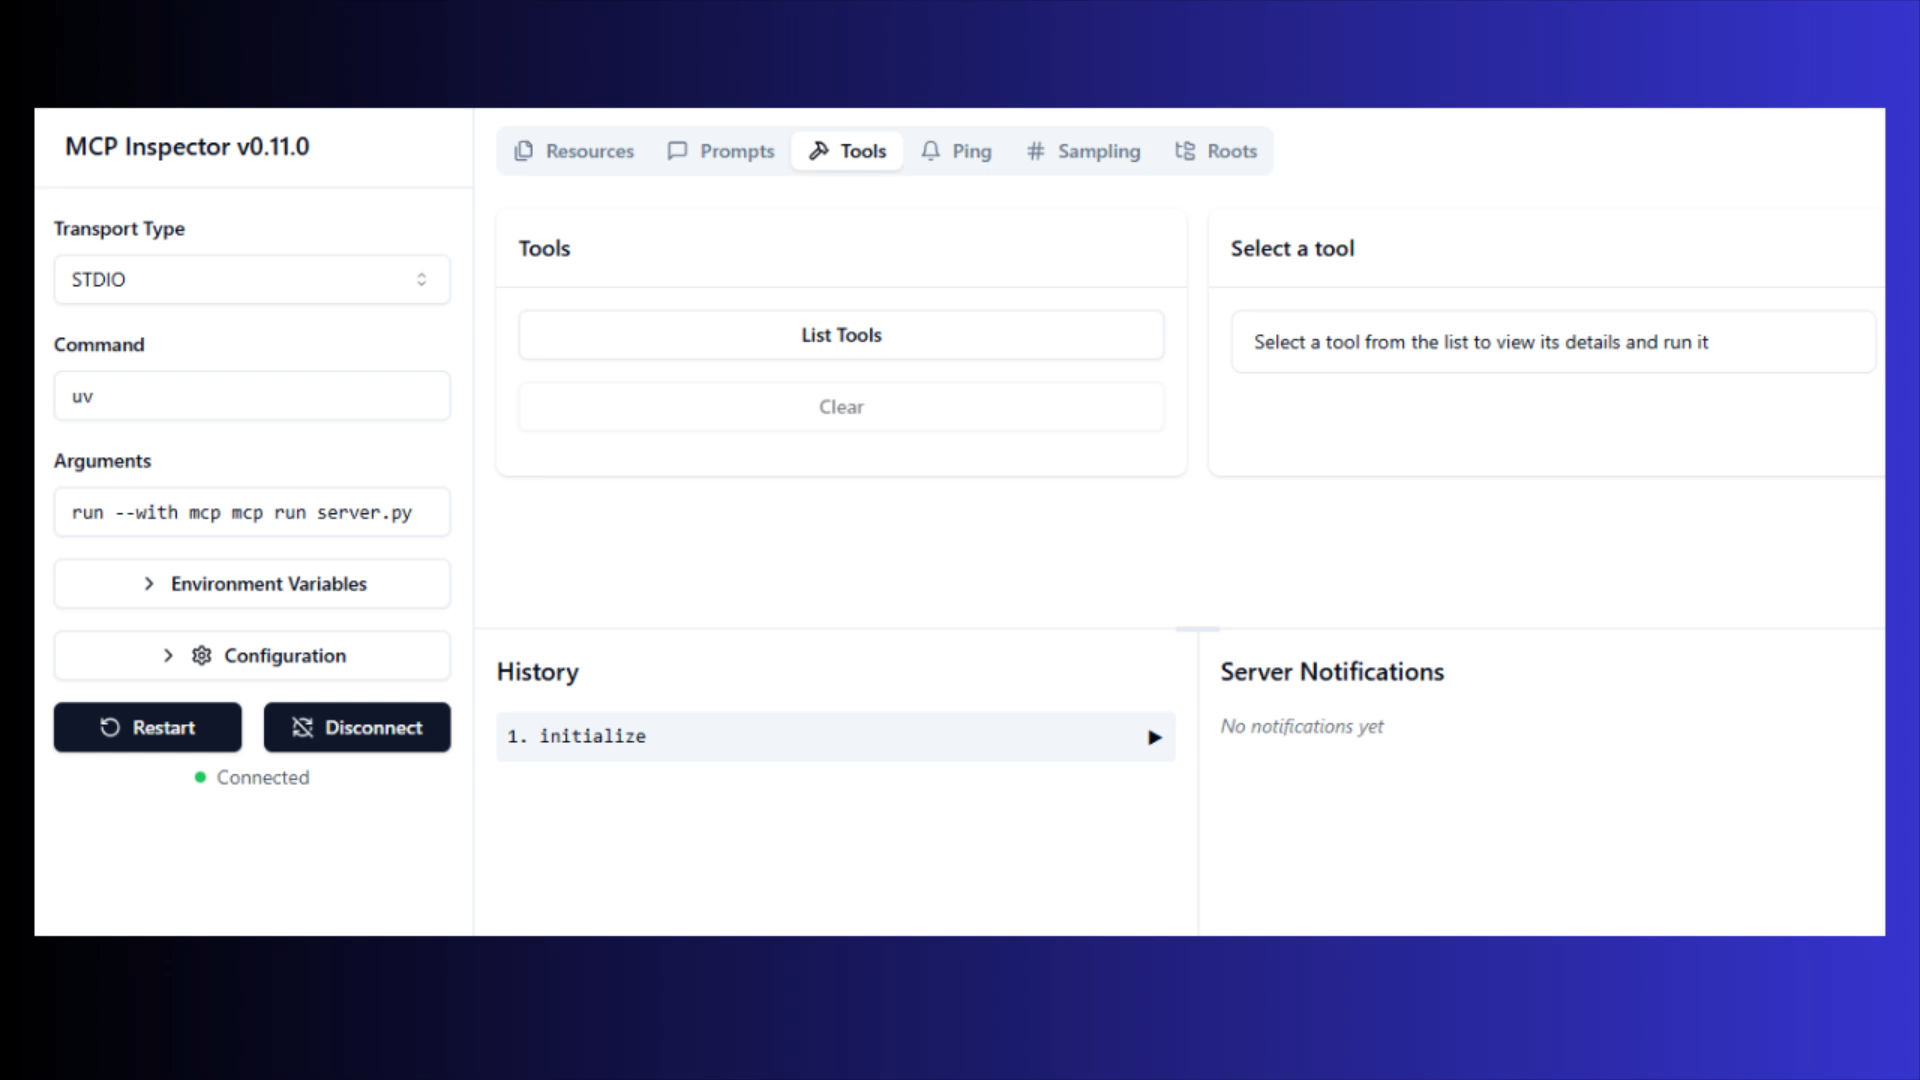 MCP Inspector v0.11.0
Transport Type
STDIO
Command
uv
Arguments
run --with mcp mcp run server.py
Environment Variables
Configuration
Restart Disconnect
Connected
Resources Prompts Tools Ping Sampling Roots
Tools
List Tools
Clear
Select a tool
Select a tool from the list to view its details and run it
History
1. initialize
Server Notifications
No notifications yet